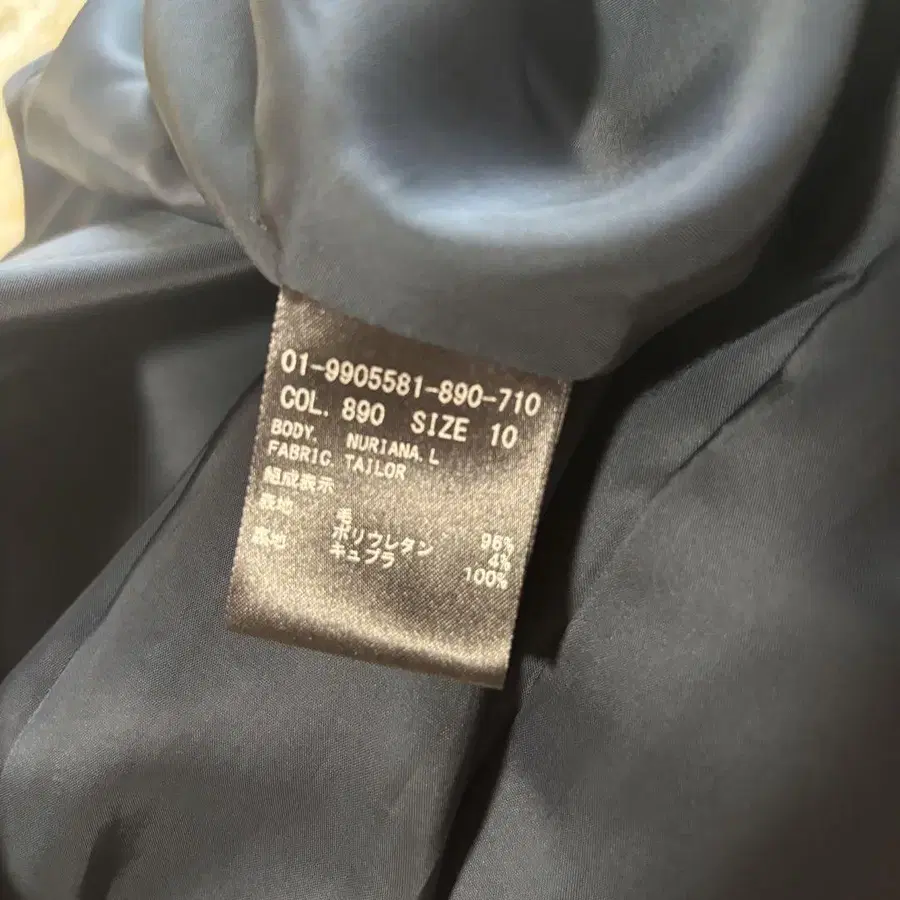 01-9905581-890-710
COL. 890 SIZE 10
BODY. NURIANA.L
FABRIC. TAILOR
組成表示
表地 毛 96%
ポリウレタン 4%
裏地 キュプラ 100%